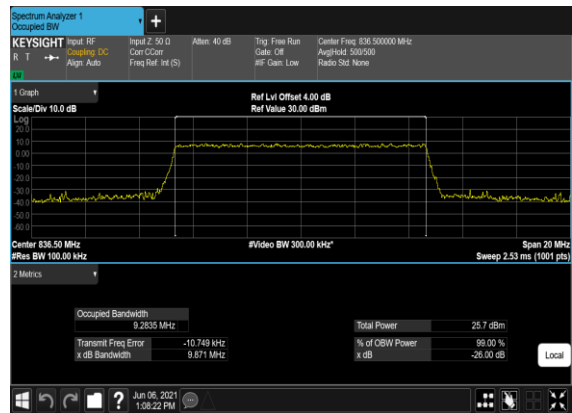 Spectrum Analyzer 1
Occupied BW
KEYSIGHT Input: RF Input Z: 50 Ω Atten: 40 dB Trig: Free Run Center Freq: 836.500000 MHz
R T Coupling: DC Corr CCorr Gate: Off Avg|Hold: 500/500
Align: Auto Freq Ref: Int (S) #IF Gain: Low Radio Std: None
1 Graph
Ref Lvl Offset 4.00 dB
Scale/Div 10.0 dB Ref Value 30.00 dBm
Log
20.0
10.0
0.00
-10.0
-20.0
-30.0
-40.0
-50.0
-60.0
Center 836.50 MHz #Video BW 300.00 kHz* Span 20 MHz
#Res BW 100.00 kHz Sweep 2.53 ms (1001 pts)
2 Metrics
Occupied Bandwidth
9.2835 MHz Total Power 25.7 dBm
Transmit Freq Error -10.749 kHz % of OBW Power 99.00 %
x dB Bandwidth 9.871 MHz x dB -26.00 dB
Local
? Jun 06, 2021
1:08:22 PM